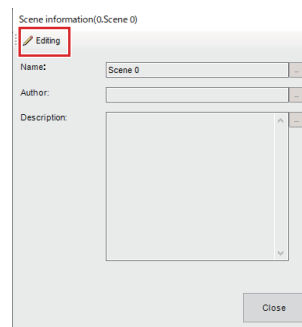 Scene information(0.Scene 0)
Editing
Name:
Scene 0
...
Author:
...
Description:
...
Close